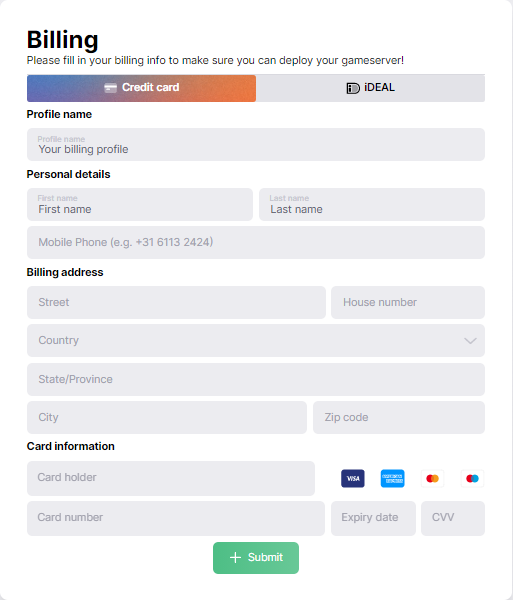 Billing
Please fill in your billing info to make sure you can deploy your gameserver!
Credit card
iDEAL
Profile name
Profile name
Your billing profile
Personal details
First name Last name
First name Last name
Mobile Phone (e.g. +31 6113 2424)
Billing address
Street House number
Country
State/Province
City Zip code
Card information
Card holder VISA
Card number Expiry date CVV
Submit